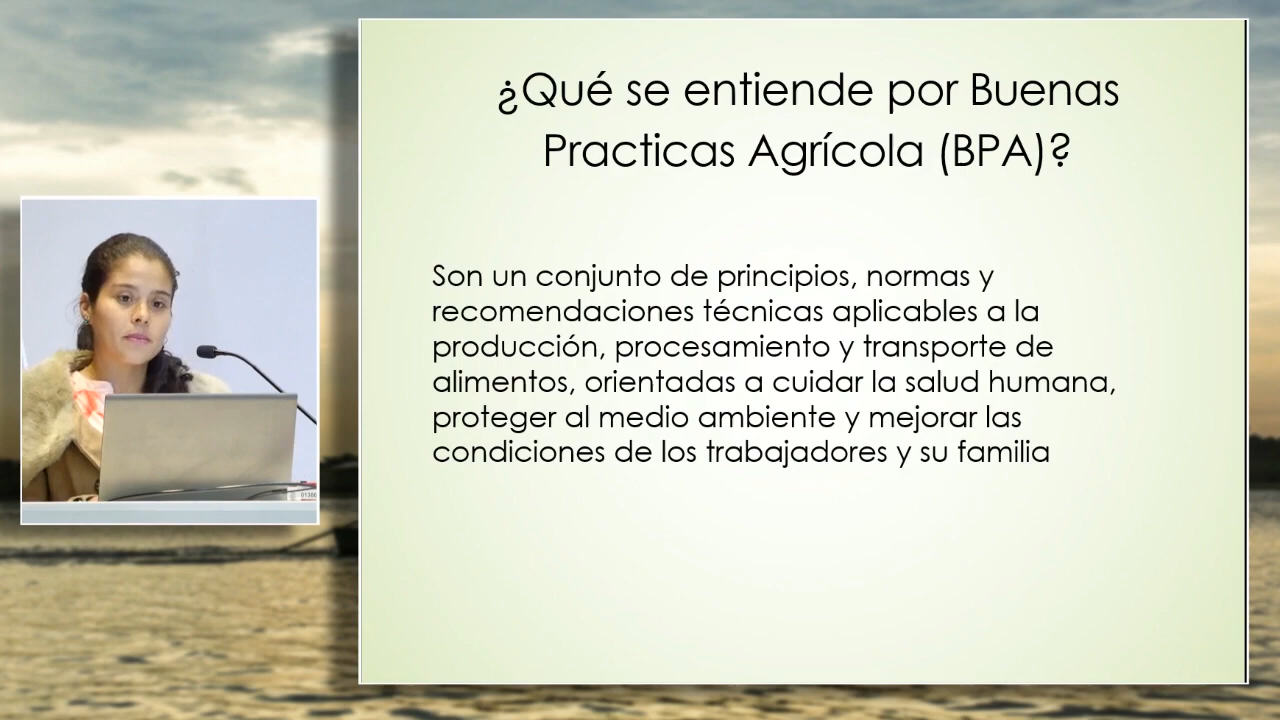 ¿Qué se entiende por Buenas
Practicas Agrícola (BPA)?
Son un conjunto de principios, normas y
recomendaciones técnicas aplicables a la
producción, procesamiento y transporte de
alimentos, orientadas a cuidar la salud humana,
proteger al medio ambiente y mejorar las
condiciones de los trabajadores y su familia